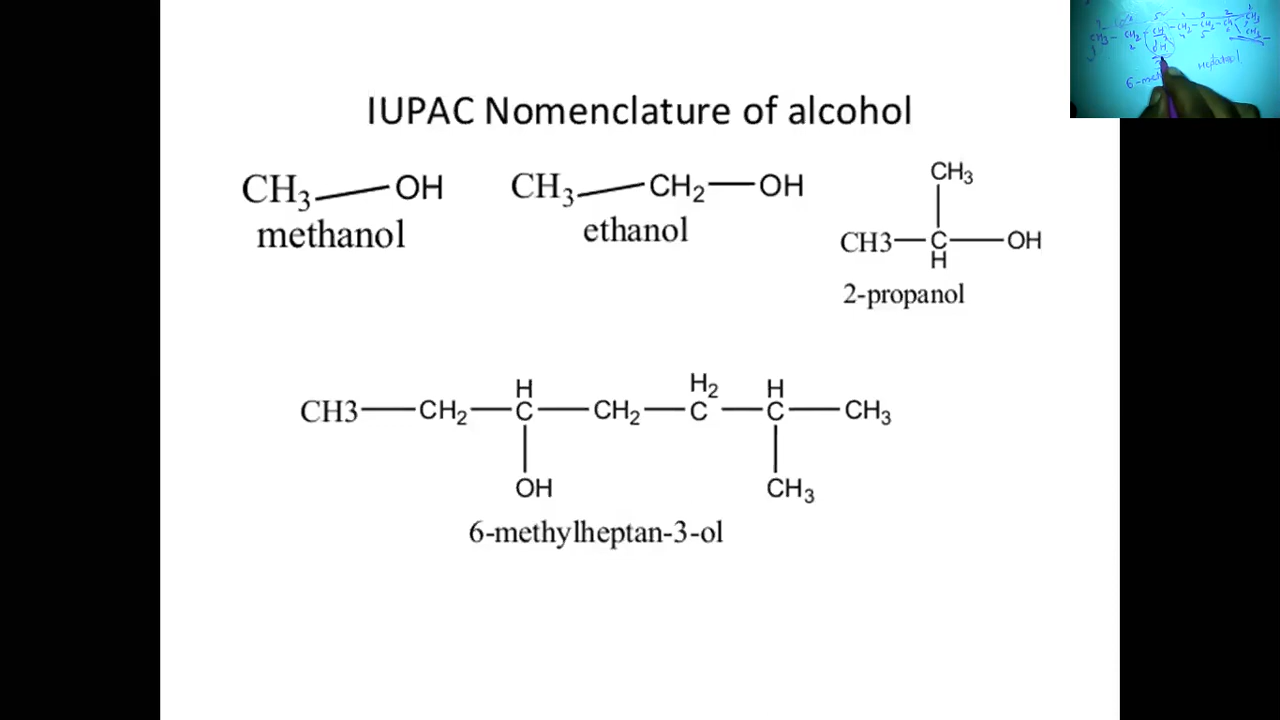 IUPAC Nomenclature of alcohol
CH3 OH
methanol
CH3 CH2 OH
ethanol
CH3
CH3 C OH
H
2-propanol
H H2 H
CH3 CH2 C CH2 C C CH3
OH CH3
6-methylheptan-3-ol